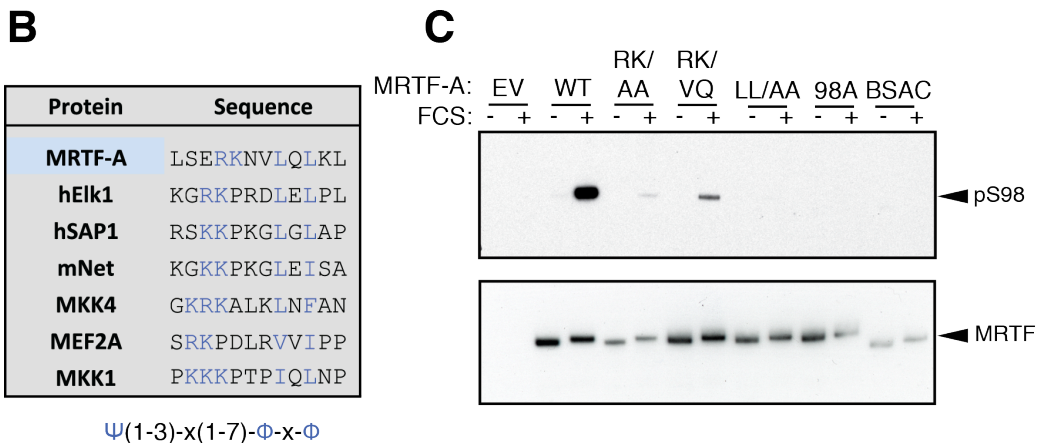 B
Protein Sequence
MRTF-A LSERKNVLQLKL
hElk1 KGRKPRDLELPL
hSAP1 RSKKPKGLGLAP
mNet KGKKPKGLEISA
MKK4 GKRKALKLNFAN
MEF2A SRKPDLRVVIPP
MKK1 PKKKPTPIQLNP
Ψ(1-3)-x(1-7)-Φ-x-Φ
C
RK/ RK/
MRTF-A: EV WT AA VQ LL/AA 98A BSAC
FCS: - + - + - + - + - + - + - +
pS98
MRTF